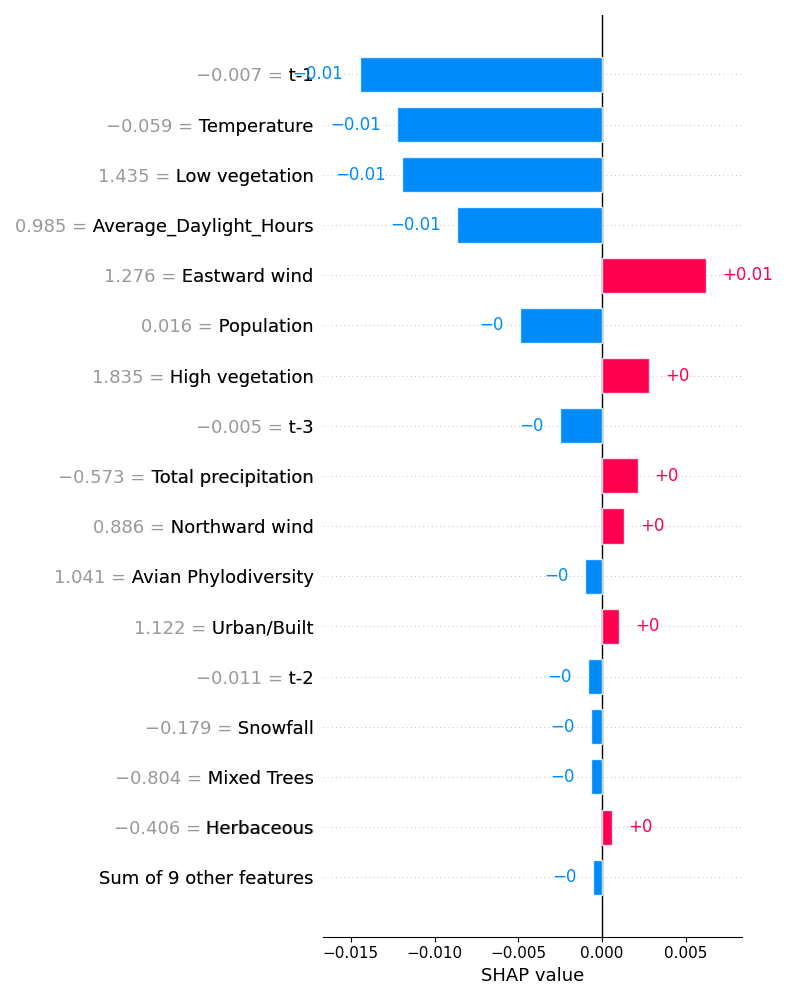 −0.007 = t-1 −0.01
−0.059 = Temperature −0.01
1.435 = Low vegetation −0.01
0.985 = Average_Daylight_Hours −0.01
1.276 = Eastward wind +0.01
0.016 = Population −0
1.835 = High vegetation +0
−0.005 = t-3 −0
−0.573 = Total precipitation +0
0.886 = Northward wind +0
1.041 = Avian Phylodiversity −0
1.122 = Urban/Built +0
−0.011 = t-2 −0
−0.179 = Snowfall −0
−0.804 = Mixed Trees −0
−0.406 = Herbaceous +0
Sum of 9 other features −0
−0.015 −0.010 −0.005 0.000 0.005
SHAP value